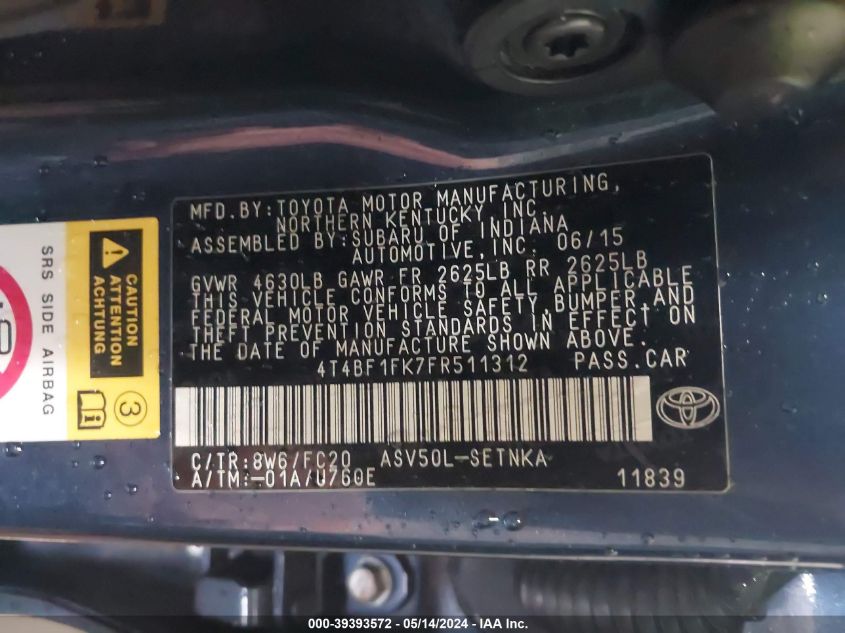 MFD.BY:TOYOTA MOTOR MANUFACTURING,
NORTHERN KENTUCKY, INC.
ASSEMBLED BY:SUBARU OF INDIANA
AUTOMOTIVE,INC: 06/15
GVWR 4630LB GAWR FR 2625LB RR 2625LB
THIS VEHICLE CONFORMS TO ALL APPLICABLE
FEDERAL MOTOR VEHICLE SAFETY,BUMPER,AND
THEFT PREVENTION STANDARDS IN EFFECT ON
THE DATE OF MANUFACTURE SHOWN ABOVE.
4T4BF1FK7FR511312 PASS.CAR
C/TR:8W6/FC20 ASV50L-SETNKA
A/TM:-01A/U760E 11839
SRS SIDE AIRBAG
CAUTION
ATTENTION
ACHTUNG
3
000-39393572 / 05/14/2024 / IAA Inc.